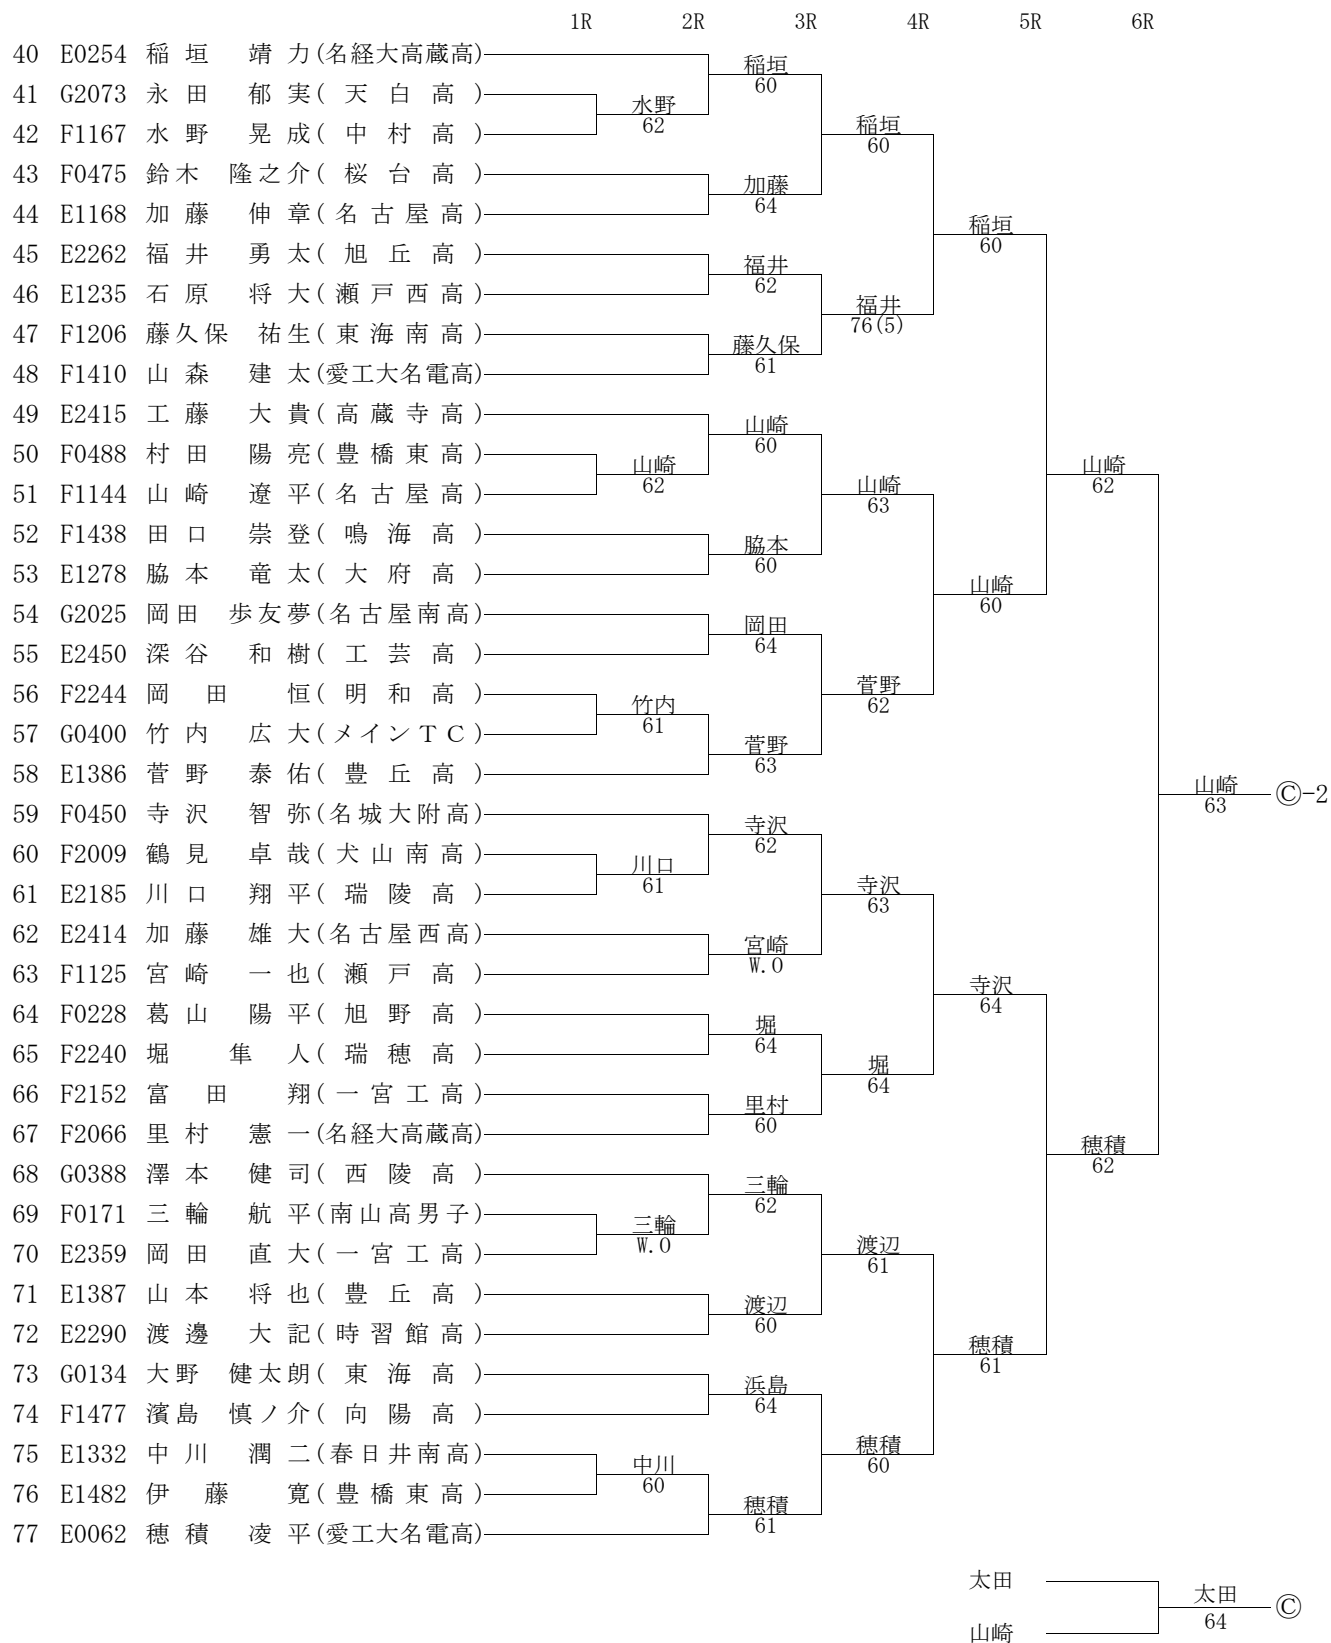 1R 2R 3R 4R 5R 6R
40 E0254 稲垣 靖力(名経大高蔵高)
稲垣
60
41 G2073 永田 郁実(天白高)
水野
62
42 F1167 水野 晃成(中村高)
稲垣
60
43 F0475 鈴木 隆之介(桜台高)
加藤
64
44 E1168 加藤 伸章(名古屋高)
稲垣
60
45 E2262 福井 勇太(旭丘高)
福井
62
46 E1235 石原 将大(瀬戸西高)
福井
76(5)
47 F1206 藤久保 祐生(東海南高)
藤久保
61
48 F1410 山森 建太(愛工大名電高)
49 E2415 工藤 大貴(高蔵寺高)
山崎
60
50 F0488 村田 陽亮(豊橋東高)
山崎
62
山崎
62
51 F1144 山崎 遼平(名古屋高)
山崎
63
52 F1438 田口 崇登(鳴海高)
脇本
60
53 E1278 脇本 竜太(大府高)
山崎
60
54 G2025 岡田 歩友夢(名古屋南高)
岡田
64
55 E2450 深谷 和樹(工芸高)
56 F2244 岡田 恒(明和高)
菅野
62
竹内
61
57 G0400 竹内 広大(メインTC)
菅野
63
58 E1386 菅野 泰佑(豊丘高)
山崎
63
Ⓒ-2
59 F0450 寺沢 智弥(名城大附高)
寺沢
62
60 F2009 鶴見 卓哉(犬山南高)
川口
61
61 E2185 川口 翔平(瑞陵高)
寺沢
63
62 E2414 加藤 雄大(名古屋西高)
宮崎
W.O
63 F1125 宮崎 一也(瀬戸高)
寺沢
64
64 F0228 葛山 陽平(旭野高)
堀
64
65 F2240 堀 隼人(瑞穂高)
堀
64
66 F2152 富田 翔(一宮工高)
里村
60
67 F2066 里村 憲一(名経大高蔵高)
穂積
62
68 G0388 澤本 健司(西陵高)
三輪
62
69 F0171 三輪 航平(南山高男子)
三輪
W.O
70 E2359 岡田 直大(一宮工高)
渡辺
61
71 E1387 山本 将也(豊丘高)
渡辺
60
72 E2290 渡邊 大記(時習館高)
穂積
61
73 G0134 大野 健太朗(東海高)
浜島
64
74 F1477 濱島 慎ノ介(向陽高)
75 E1332 中川 潤二(春日井南高)
穂積
60
中川
60
76 E1482 伊藤 寛(豊橋東高)
穂積
61
77 E0062 穂積 凌平(愛工大名電高)
太田
太田
64
Ⓒ
山崎